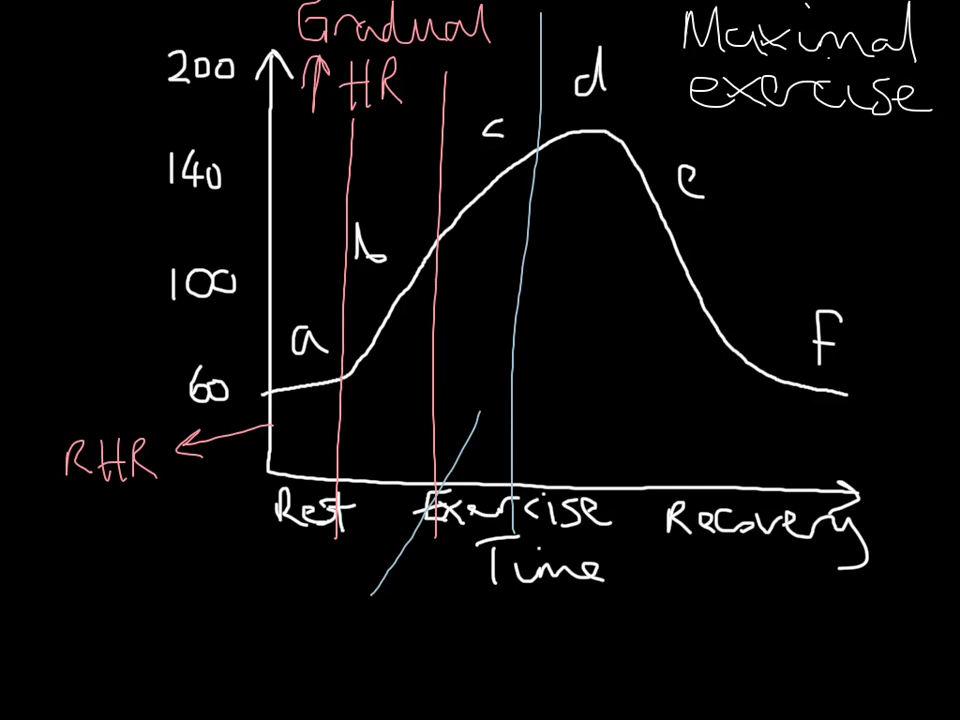 Gradual
↑ HR
Maximal
exercise
200
140
100
60
a
b
c
d
e
f
RHR
Rest
Exercise
Recovery
Time